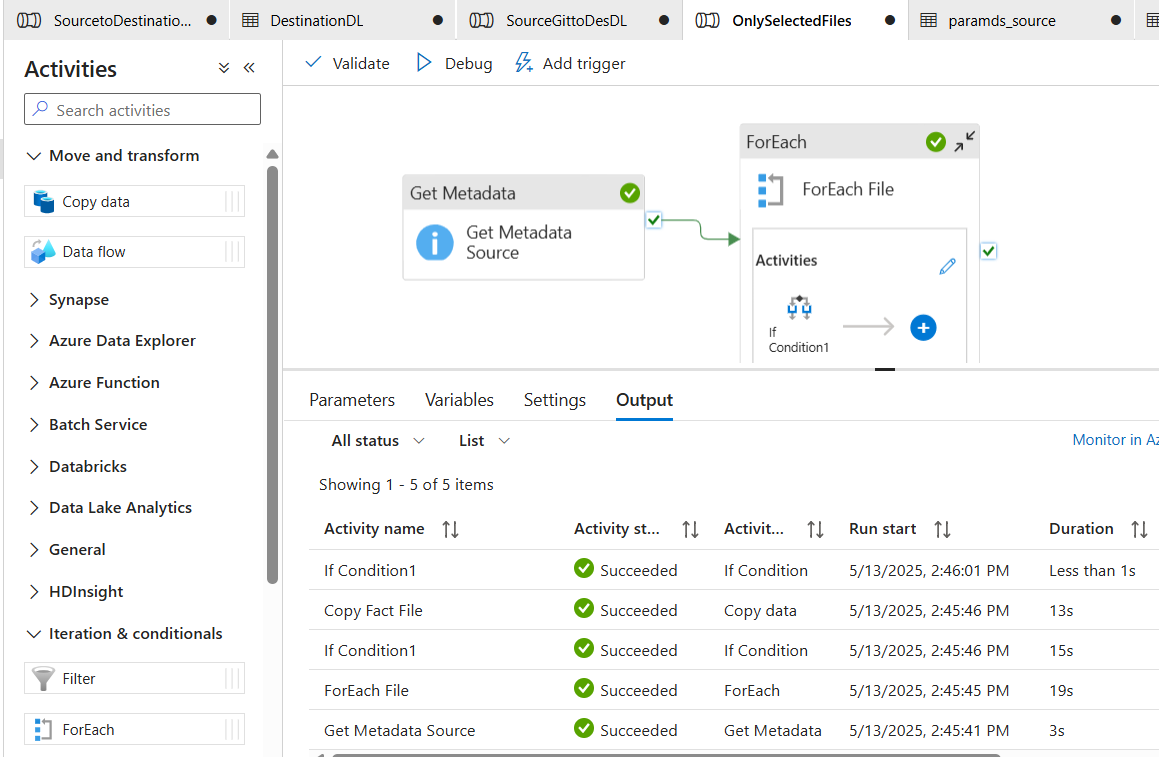 SourcetoDestinatio...
DestinationDL
SourceGittoDesDL
OnlySelectedFiles
paramds_source
Activities
Search activities
Move and transform
Copy data
Data flow
Synapse
Azure Data Explorer
Azure Function
Batch Service
Databricks
Data Lake Analytics
General
HDInsight
Iteration & conditionals
Filter
ForEach
Validate
Debug
Add trigger
Get Metadata
Get Metadata
Source
ForEach
ForEach File
Activities
If
Condition1
Parameters
Variables
Settings
Output
All status
List
Monitor in Az
Showing 1 - 5 of 5 items
Activity name Activity st... Activit... Run start Duration
If Condition1 Succeeded If Condition 5/13/2025, 2:46:01 PM Less than 1s
Copy Fact File Succeeded Copy data 5/13/2025, 2:45:46 PM 13s
If Condition1 Succeeded If Condition 5/13/2025, 2:45:46 PM 15s
ForEach File Succeeded ForEach 5/13/2025, 2:45:45 PM 19s
Get Metadata Source Succeeded Get Metadata 5/13/2025, 2:45:41 PM 3s